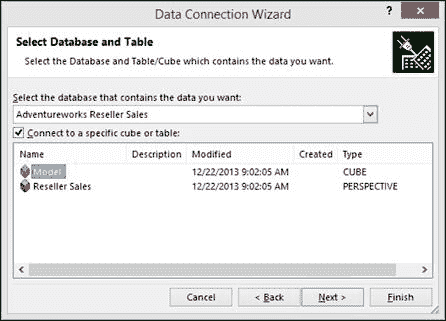 Data Connection Wizard
?
Select Database and Table
Select the Database and Table/Cube which contains the data you want.
Select the database that contains the data you want:
Adventureworks Reseller Sales
Connect to a specific cube or table:
Name Description Modified Created Type
Model 12/22/2013 9:02:05 AM CUBE
Reseller Sales 12/22/2013 9:02:05 AM PERSPECTIVE
Cancel < Back Next > Finish